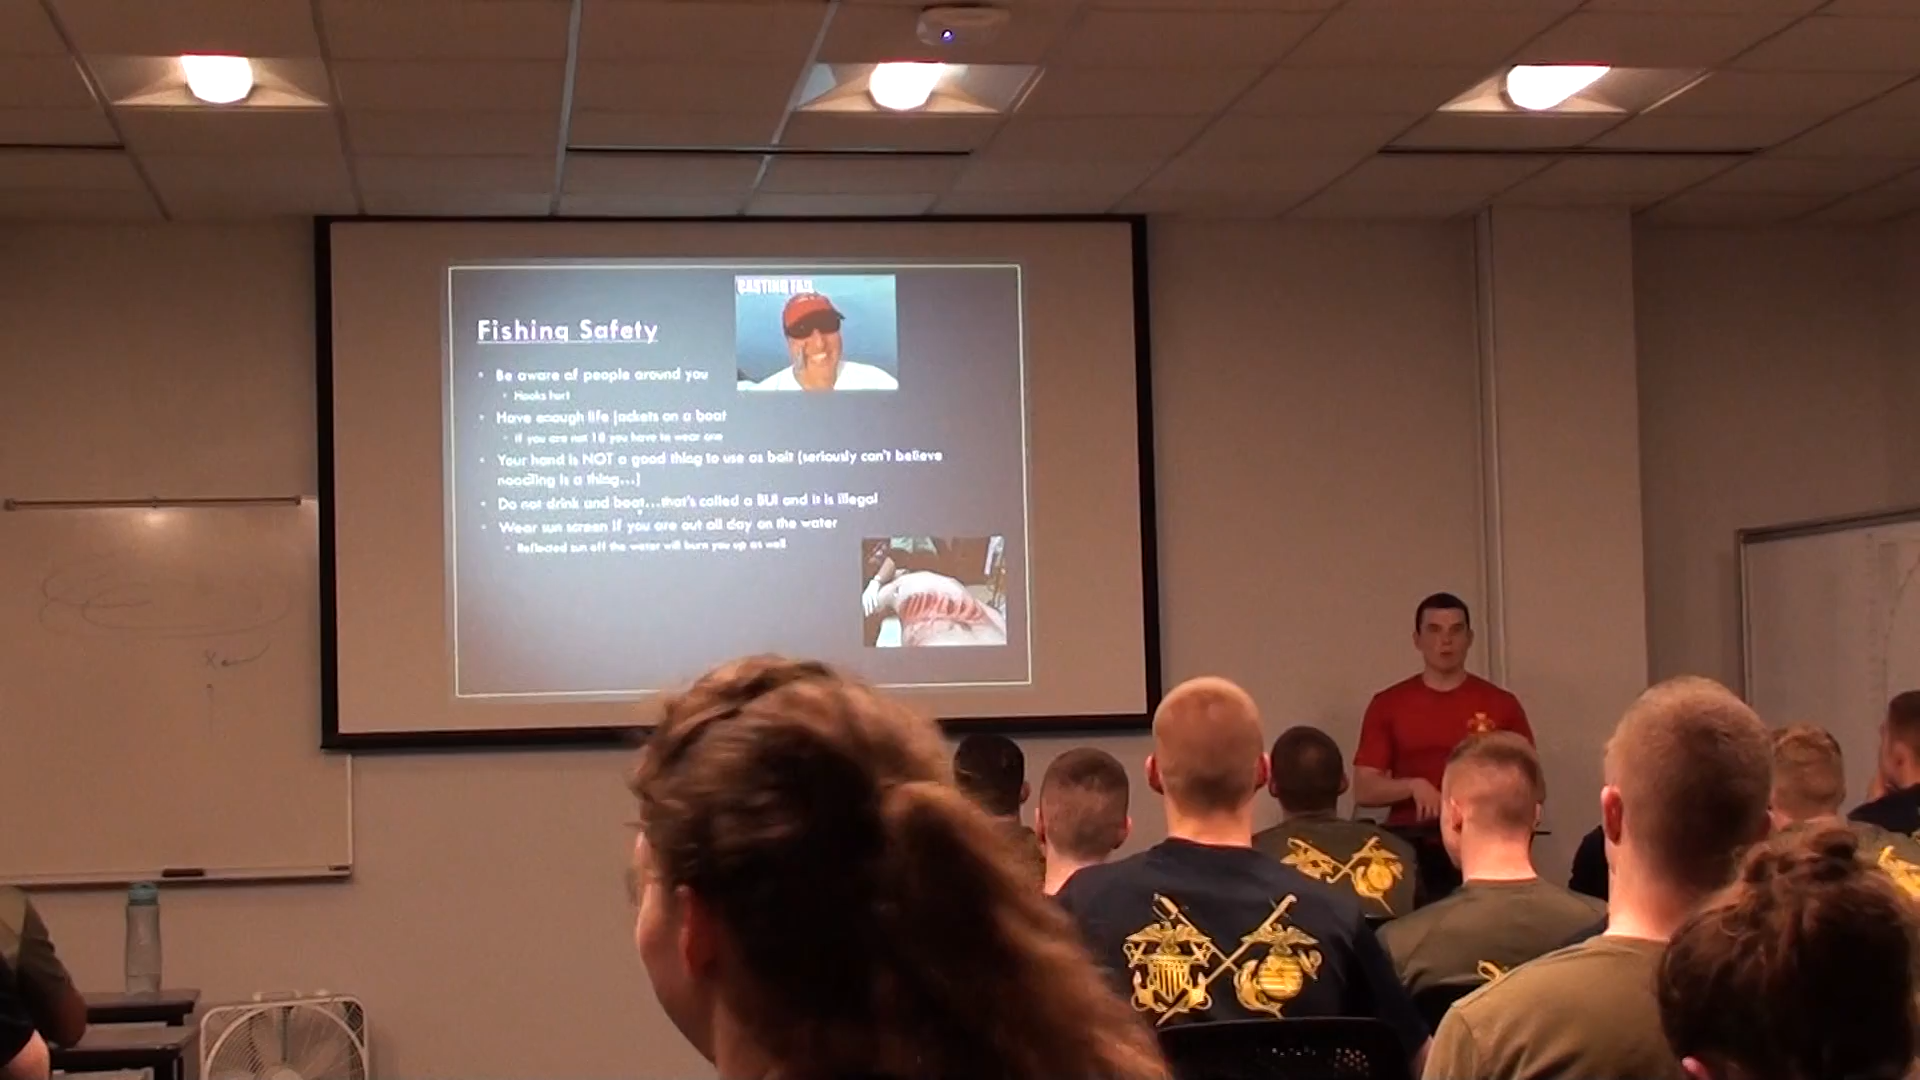 CASTING FAIL
Fishing Safety
Be aware of people around you
Hooks hurt
Have enough life jackets on a boat
If you are not 18 you have to wear one
Your hand is NOT a good thing to use as bait (seriously can't believe
noodling is a thing...)
Do not drink and boat...that's called a BUI and it is illegal
Wear sun screen if you are out all day on the water
Reflected sun off the water will burn you up as well